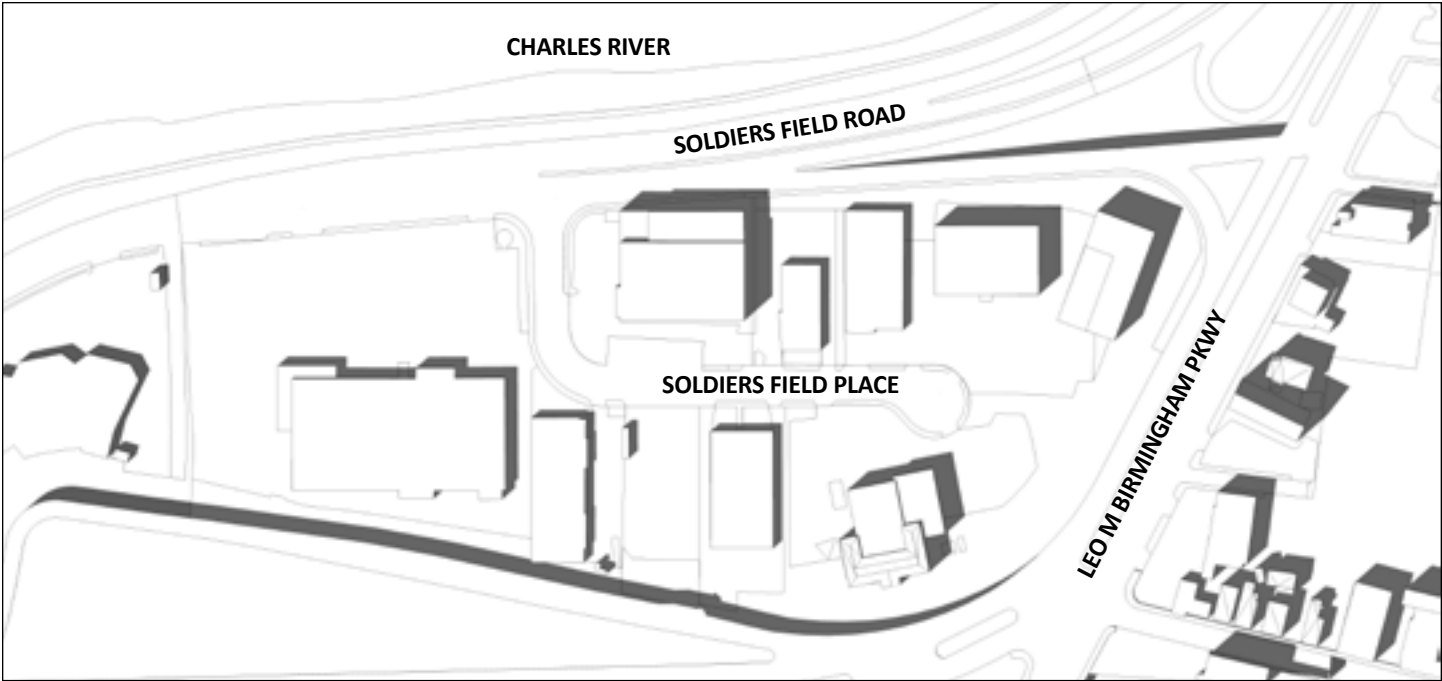 CHARLES RIVER
SOLDIERS FIELD ROAD
SOLDIERS FIELD PLACE
LEO M BIRMINGHAM PKWY